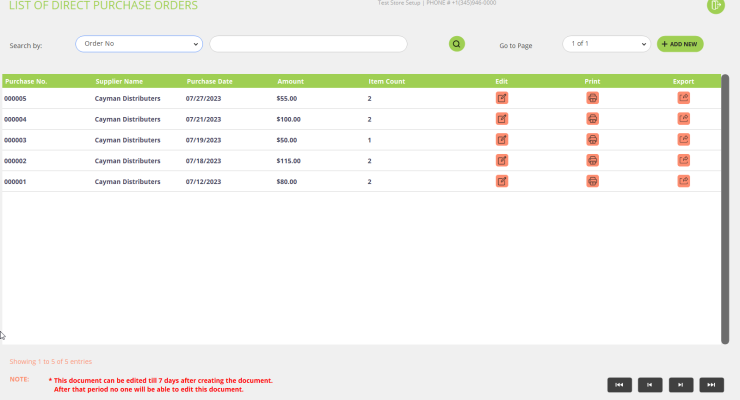 LIST OF DIRECT PURCHASE ORDERS
Test Store Setup | PHONE # +1(345)946-0000
Search by: Order No Go to Page 1 of 1 + ADD NEW
Purchase No. Supplier Name Purchase Date Amount Item Count Edit Print Export
000005 Cayman Distributers 07/27/2023 $55.00 2
000004 Cayman Distributers 07/21/2023 $100.00 2
000003 Cayman Distributers 07/19/2023 $50.00 1
000002 Cayman Distributers 07/18/2023 $115.00 2
000001 Cayman Distributers 07/12/2023 $80.00 2
Showing 1 to 5 of 5 entries
NOTE: * This document can be edited till 7 days after creating the document.
After that period no one will be able to edit this document.